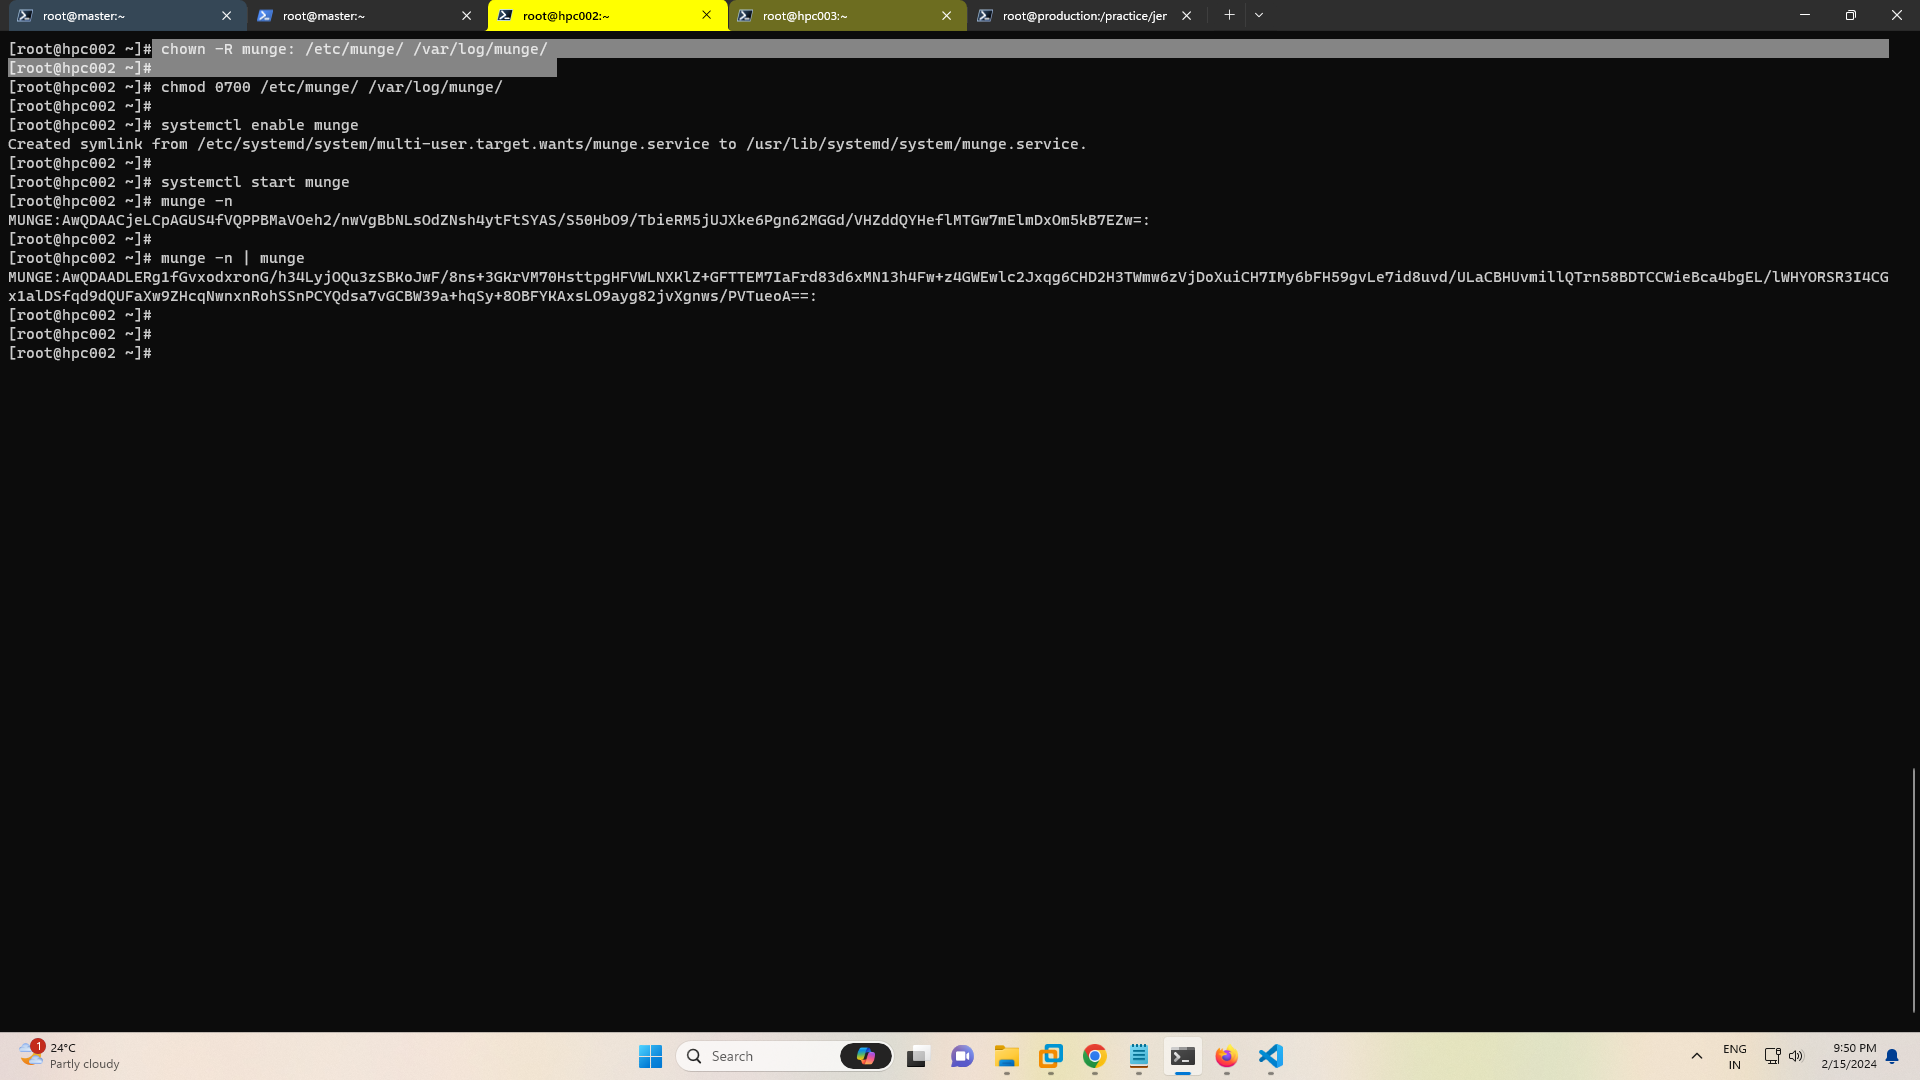 root@master:~
root@master:~
root@hpc002:~
root@hpc003:~
root@production:/practice/jer
[root@hpc002 ~]# chown -R munge: /etc/munge/ /var/log/munge/
[root@hpc002 ~]#
[root@hpc002 ~]# chmod 0700 /etc/munge/ /var/log/munge/
[root@hpc002 ~]#
[root@hpc002 ~]# systemctl enable munge
Created symlink from /etc/systemd/system/multi-user.target.wants/munge.service to /usr/lib/systemd/system/munge.service.
[root@hpc002 ~]#
[root@hpc002 ~]# systemctl start munge
[root@hpc002 ~]# munge -n
MUNGE:AwQDAACjeLCpAGUS4fVQPPBMaVOeh2/nwVgBbNLsOdZNsh4ytFtSYAS/S50HbO9/TbieRM5jUJXke6Pgn62MGGd/VHZddQYHeflMTGw7mElmDxOm5kB7EZw=:
[root@hpc002 ~]#
[root@hpc002 ~]# munge -n | munge
MUNGE:AwQDAADLERg1fGvxodxronG/h34LyjOQu3zSBKoJwF/8ns+3GKrVM70HsttpgHFVWLNXKlZ+GFTTEM7IaFrd83d6xMN13h4Fw+z4GWEwlc2Jxqg6CHD2H3TWmw6zVjDoXuiCH7IMy6bFH59gvLe7id8uvd/ULaCBHUvmillQTrn58BDTCCWieBca4bgEL/lWHYORSR3I4CG
x1alDSfqd9dQUFaXw9ZHcqNwnxnRohSSnPCYQdsa7vGCBW39a+hqSy+8OBFYKAxsLO9ayg82jvXgnws/PVTueoA==:
[root@hpc002 ~]#
[root@hpc002 ~]#
[root@hpc002 ~]#
1
24°C
Partly cloudy
Search
ENG
IN
9:50 PM
2/15/2024